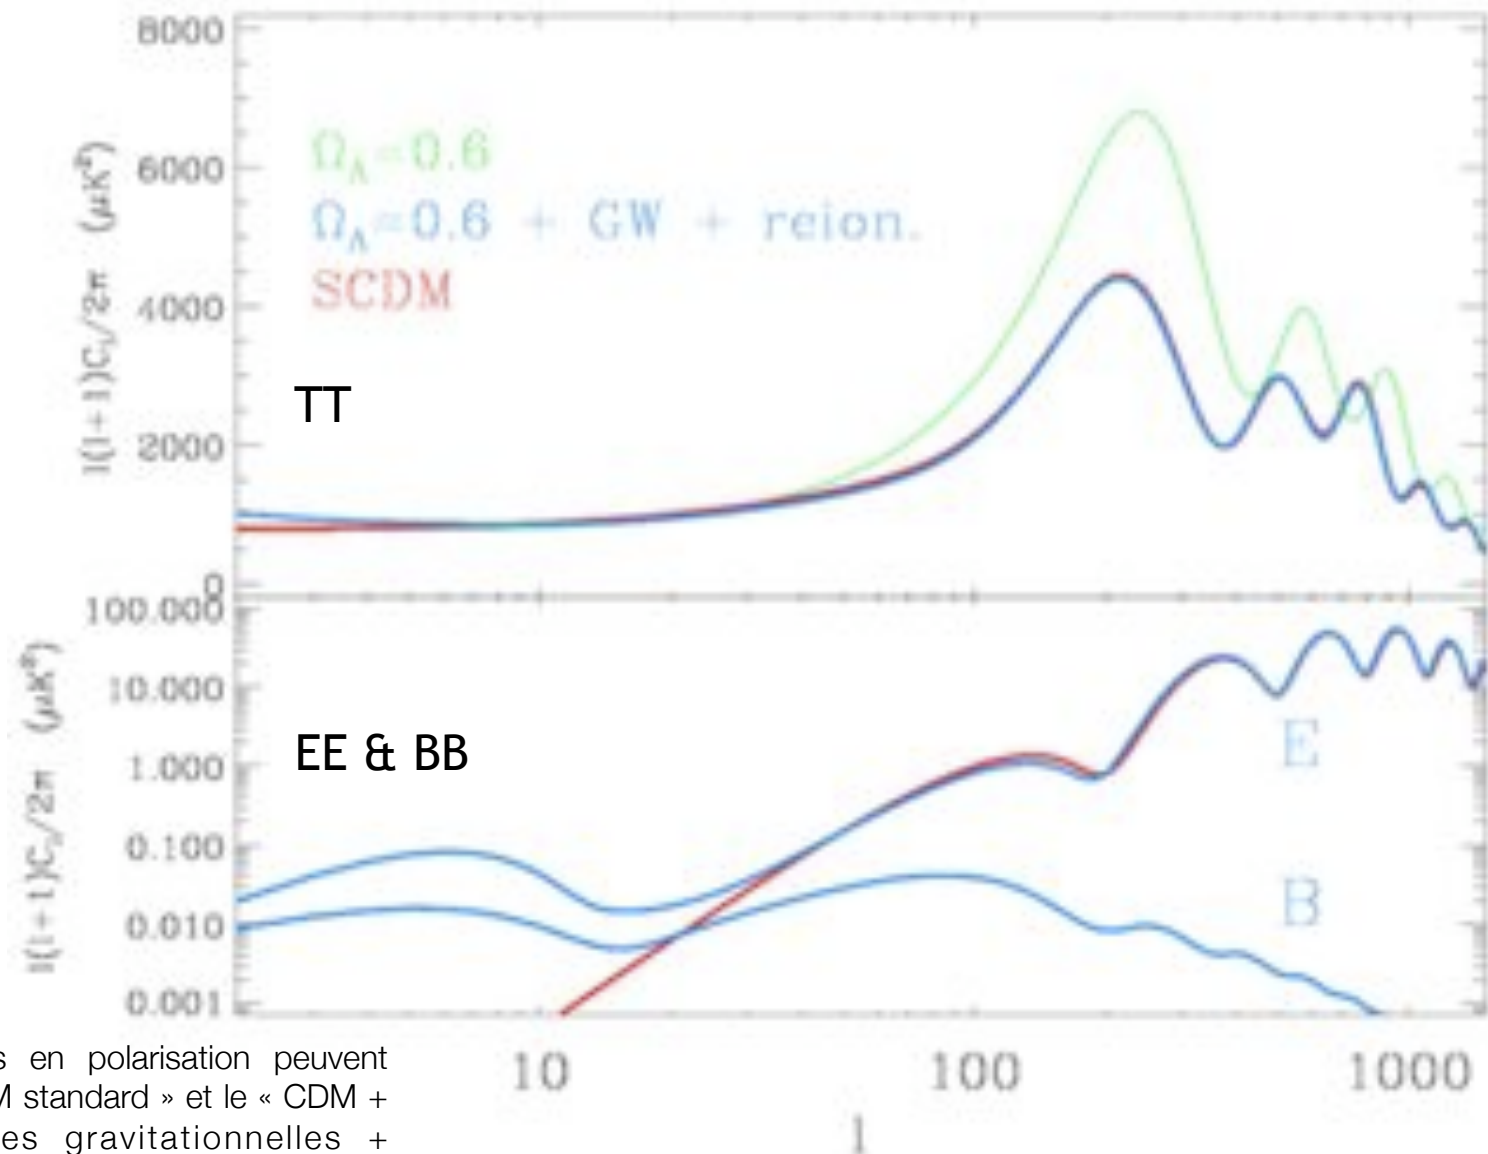 8000
6000
4000
2000
0
l(l+1)C_l/2π (μK²)
Ω_Λ=0.6
Ω_Λ=0.6 + GW + reion.
SCDM
TT
100.000
10.000
1.000
0.100
0.010
0.001
l(l+1)C_l/2π (μK²)
EE & BB
E
B
10
100
1000
l
s en polarisation peuvent
M standard » et le « CDM +
es gravitationnelles +